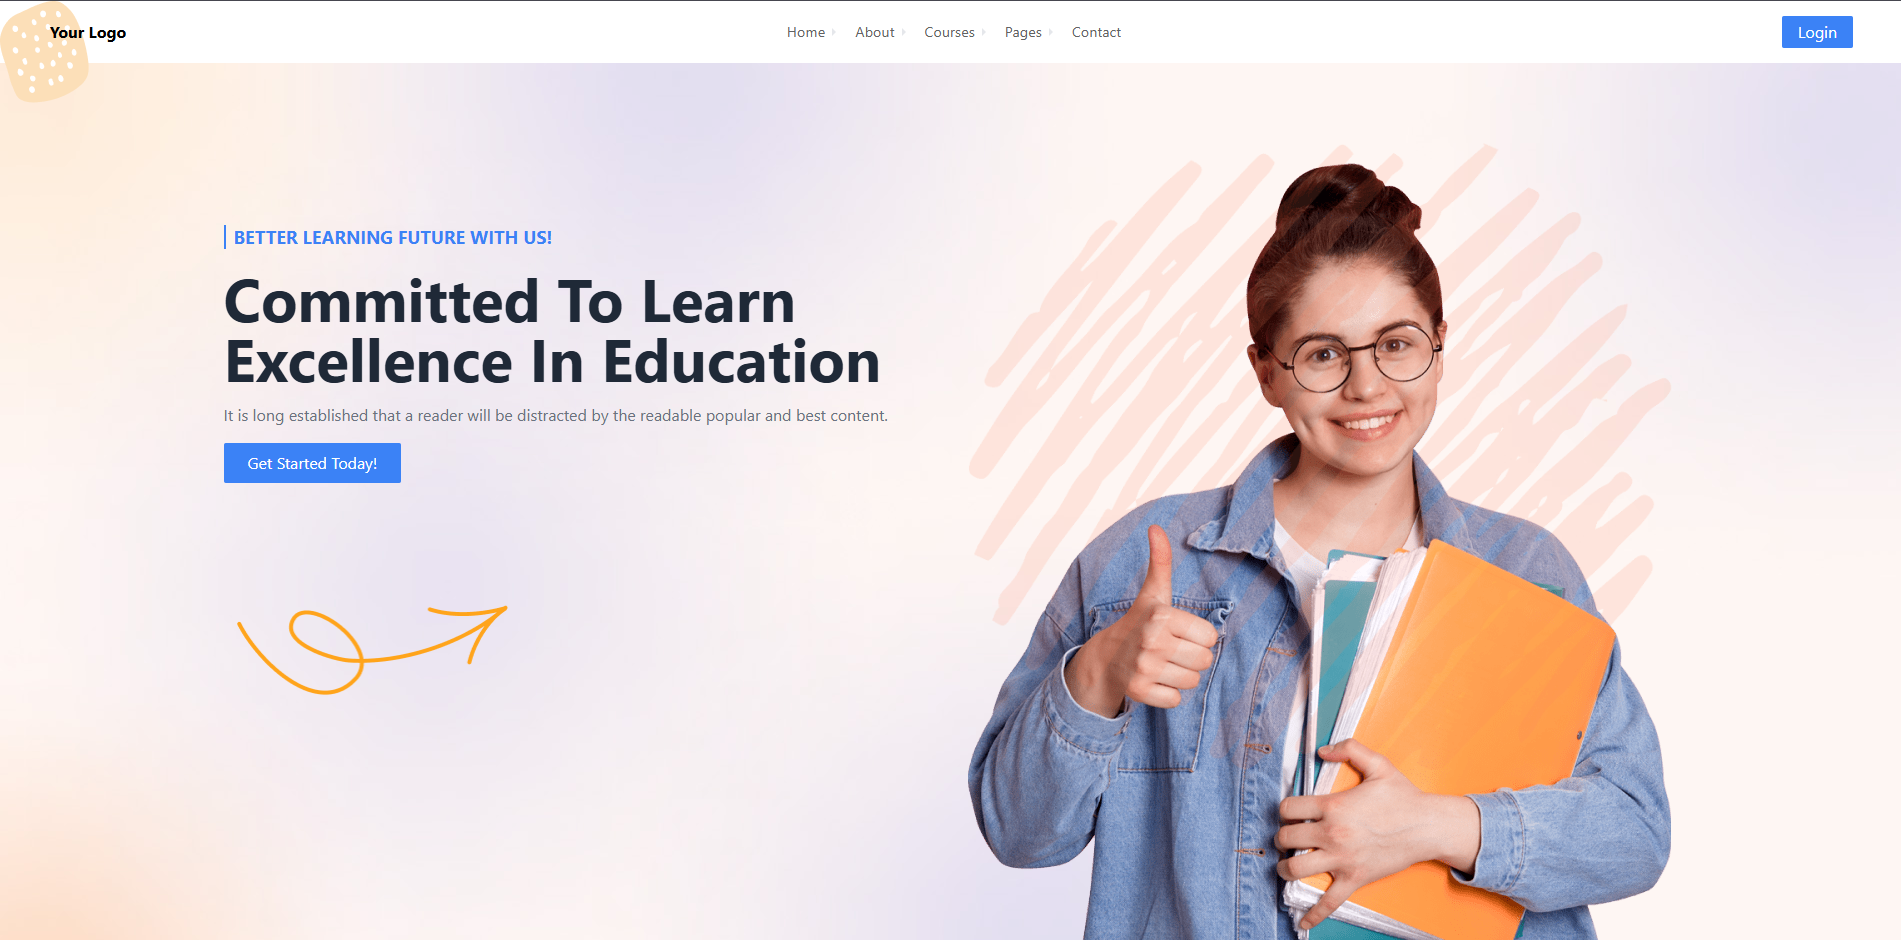 Your Logo
Home
About
Courses
Pages
Contact
Login
BETTER LEARNING FUTURE WITH US!
Committed To Learn
Excellence In Education
It is long established that a reader will be distracted by the readable popular and best content.
Get Started Today!